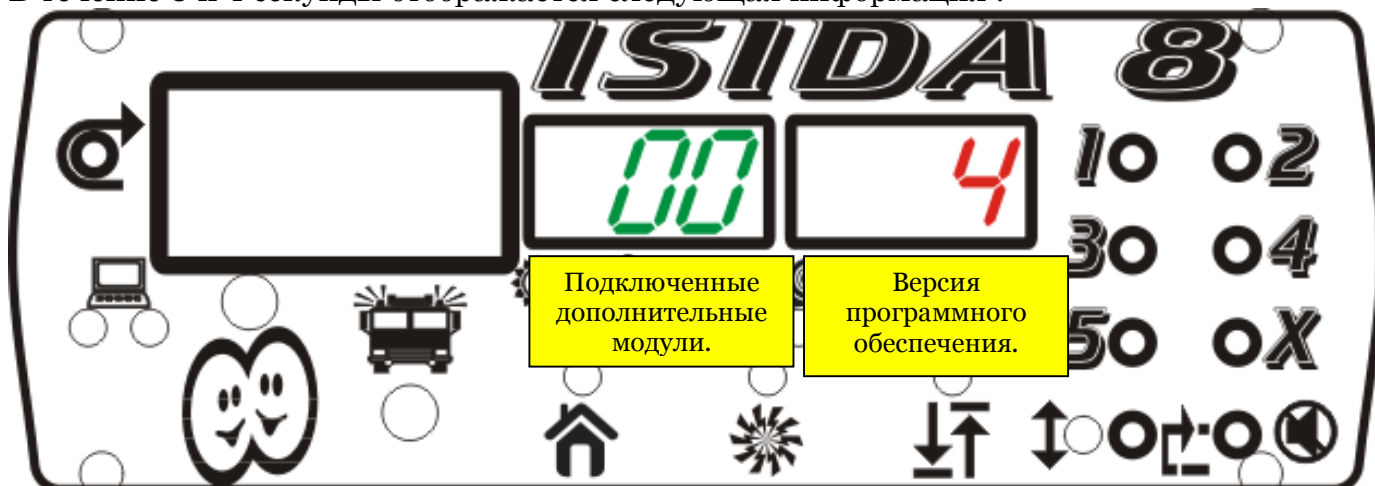 В течение 3 и 4 секунды отображается следующая информация :
ISIDA 8
00
4
1 2
3 4
5 X
Подключенные
дополнительные
модули.
Версия
программного
обеспечения.